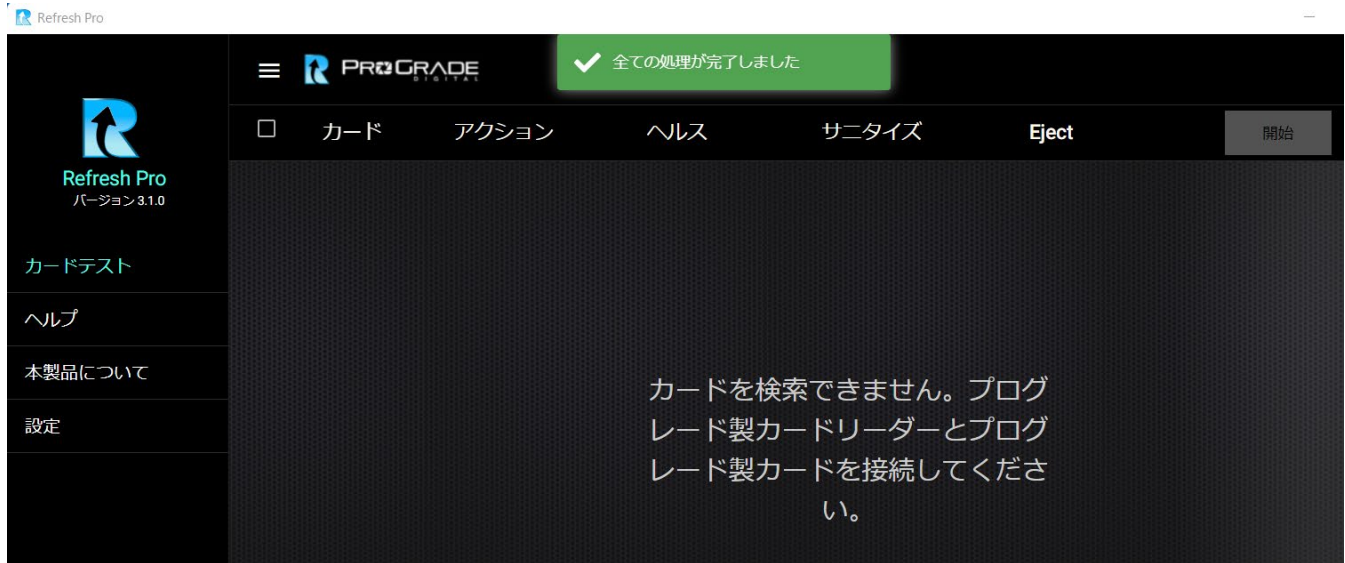 Refresh Pro
PROGRADE
DIGITAL
全ての処理が完了しました
カード アクション ヘルス サニタイズ Eject 開始
Refresh Pro
バージョン 3.1.0
カードテスト
ヘルプ
本製品について
設定
カードを検索できません。プログ
レード製カードリーダーとプログ
レード製カードを接続してくださ
い。